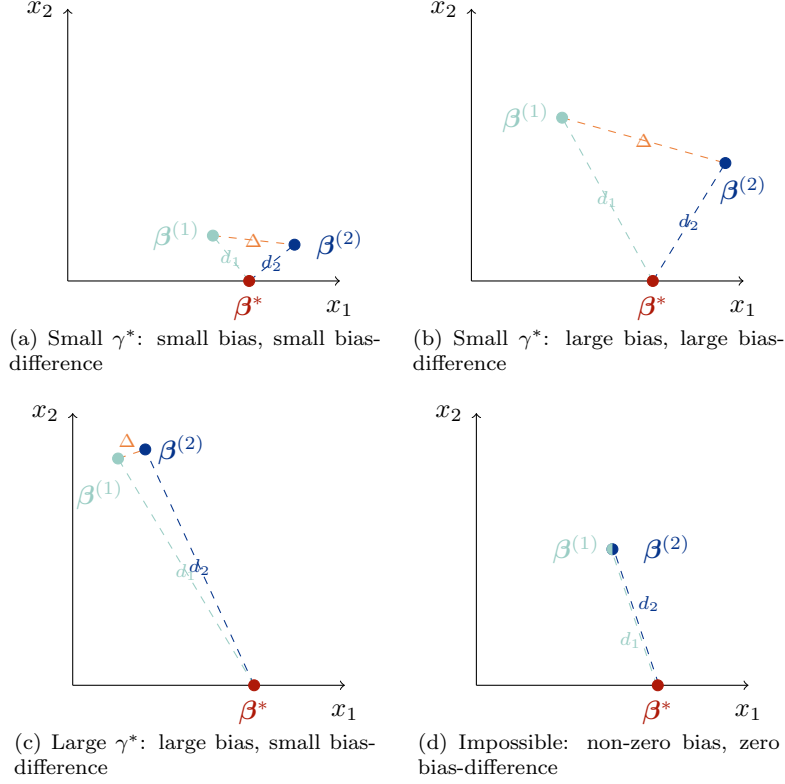 x₂
β⁽¹⁾
Δ
β⁽²⁾
d₁
d₂
β*
x₁
(a) Small γ*: small bias, small bias-
difference
x₂
β⁽¹⁾
Δ
β⁽²⁾
d₁
d₂
β*
x₁
(b) Small γ*: large bias, large bias-
difference
x₂
Δ
β⁽²⁾
β⁽¹⁾
d₁
d₂
β*
x₁
(c) Large γ*: large bias, small bias-
difference
x₂
β⁽¹⁾
β⁽²⁾
d₂
d₁
β*
x₁
(d) Impossible: non-zero bias, zero
bias-difference